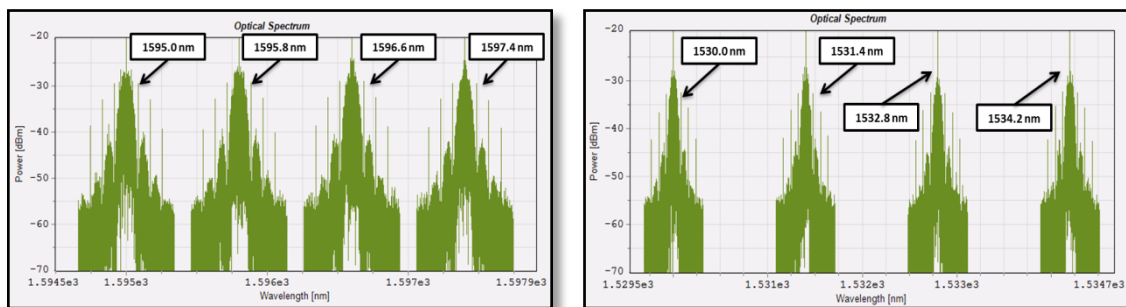 Optical Spectrum
-20
-30
-40
-50
-60
-70
Power [dBm]
1595.0 nm
1595.8 nm
1596.6 nm
1597.4 nm
1.5945e3
1.595e3
1.596e3
1.597e3
1.5979e3
Wavelength [nm]
Optical Spectrum
-20
-30
-40
-50
-60
-70
Power [dBm]
1530.0 nm
1531.4 nm
1532.8 nm
1534.2 nm
1.5295e3
1.531e3
1.532e3
1.533e3
1.5347e3
Wavelength [nm]